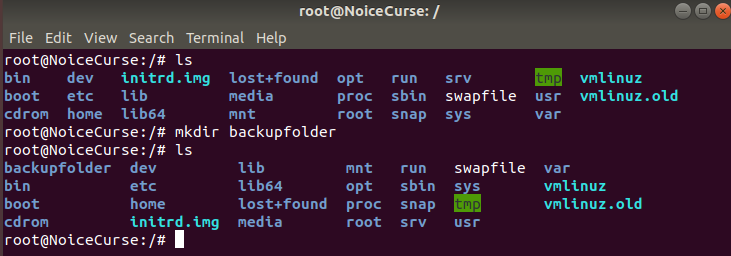 root@NoiceCurse: /
File Edit View Search Terminal Help
root@NoiceCurse:/# ls
bin dev initrd.img lost+found opt run srv tmp vmlinuz
boot etc lib media proc sbin swapfile usr vmlinuz.old
cdrom home lib64 mnt root snap sys var
root@NoiceCurse:/# mkdir backupfolder
root@NoiceCurse:/# ls
backupfolder dev lib mnt run swapfile var
bin etc lib64 opt sbin sys vmlinuz
boot home lost+found proc snap tmp vmlinuz.old
cdrom initrd.img media root srv usr
root@NoiceCurse:/#